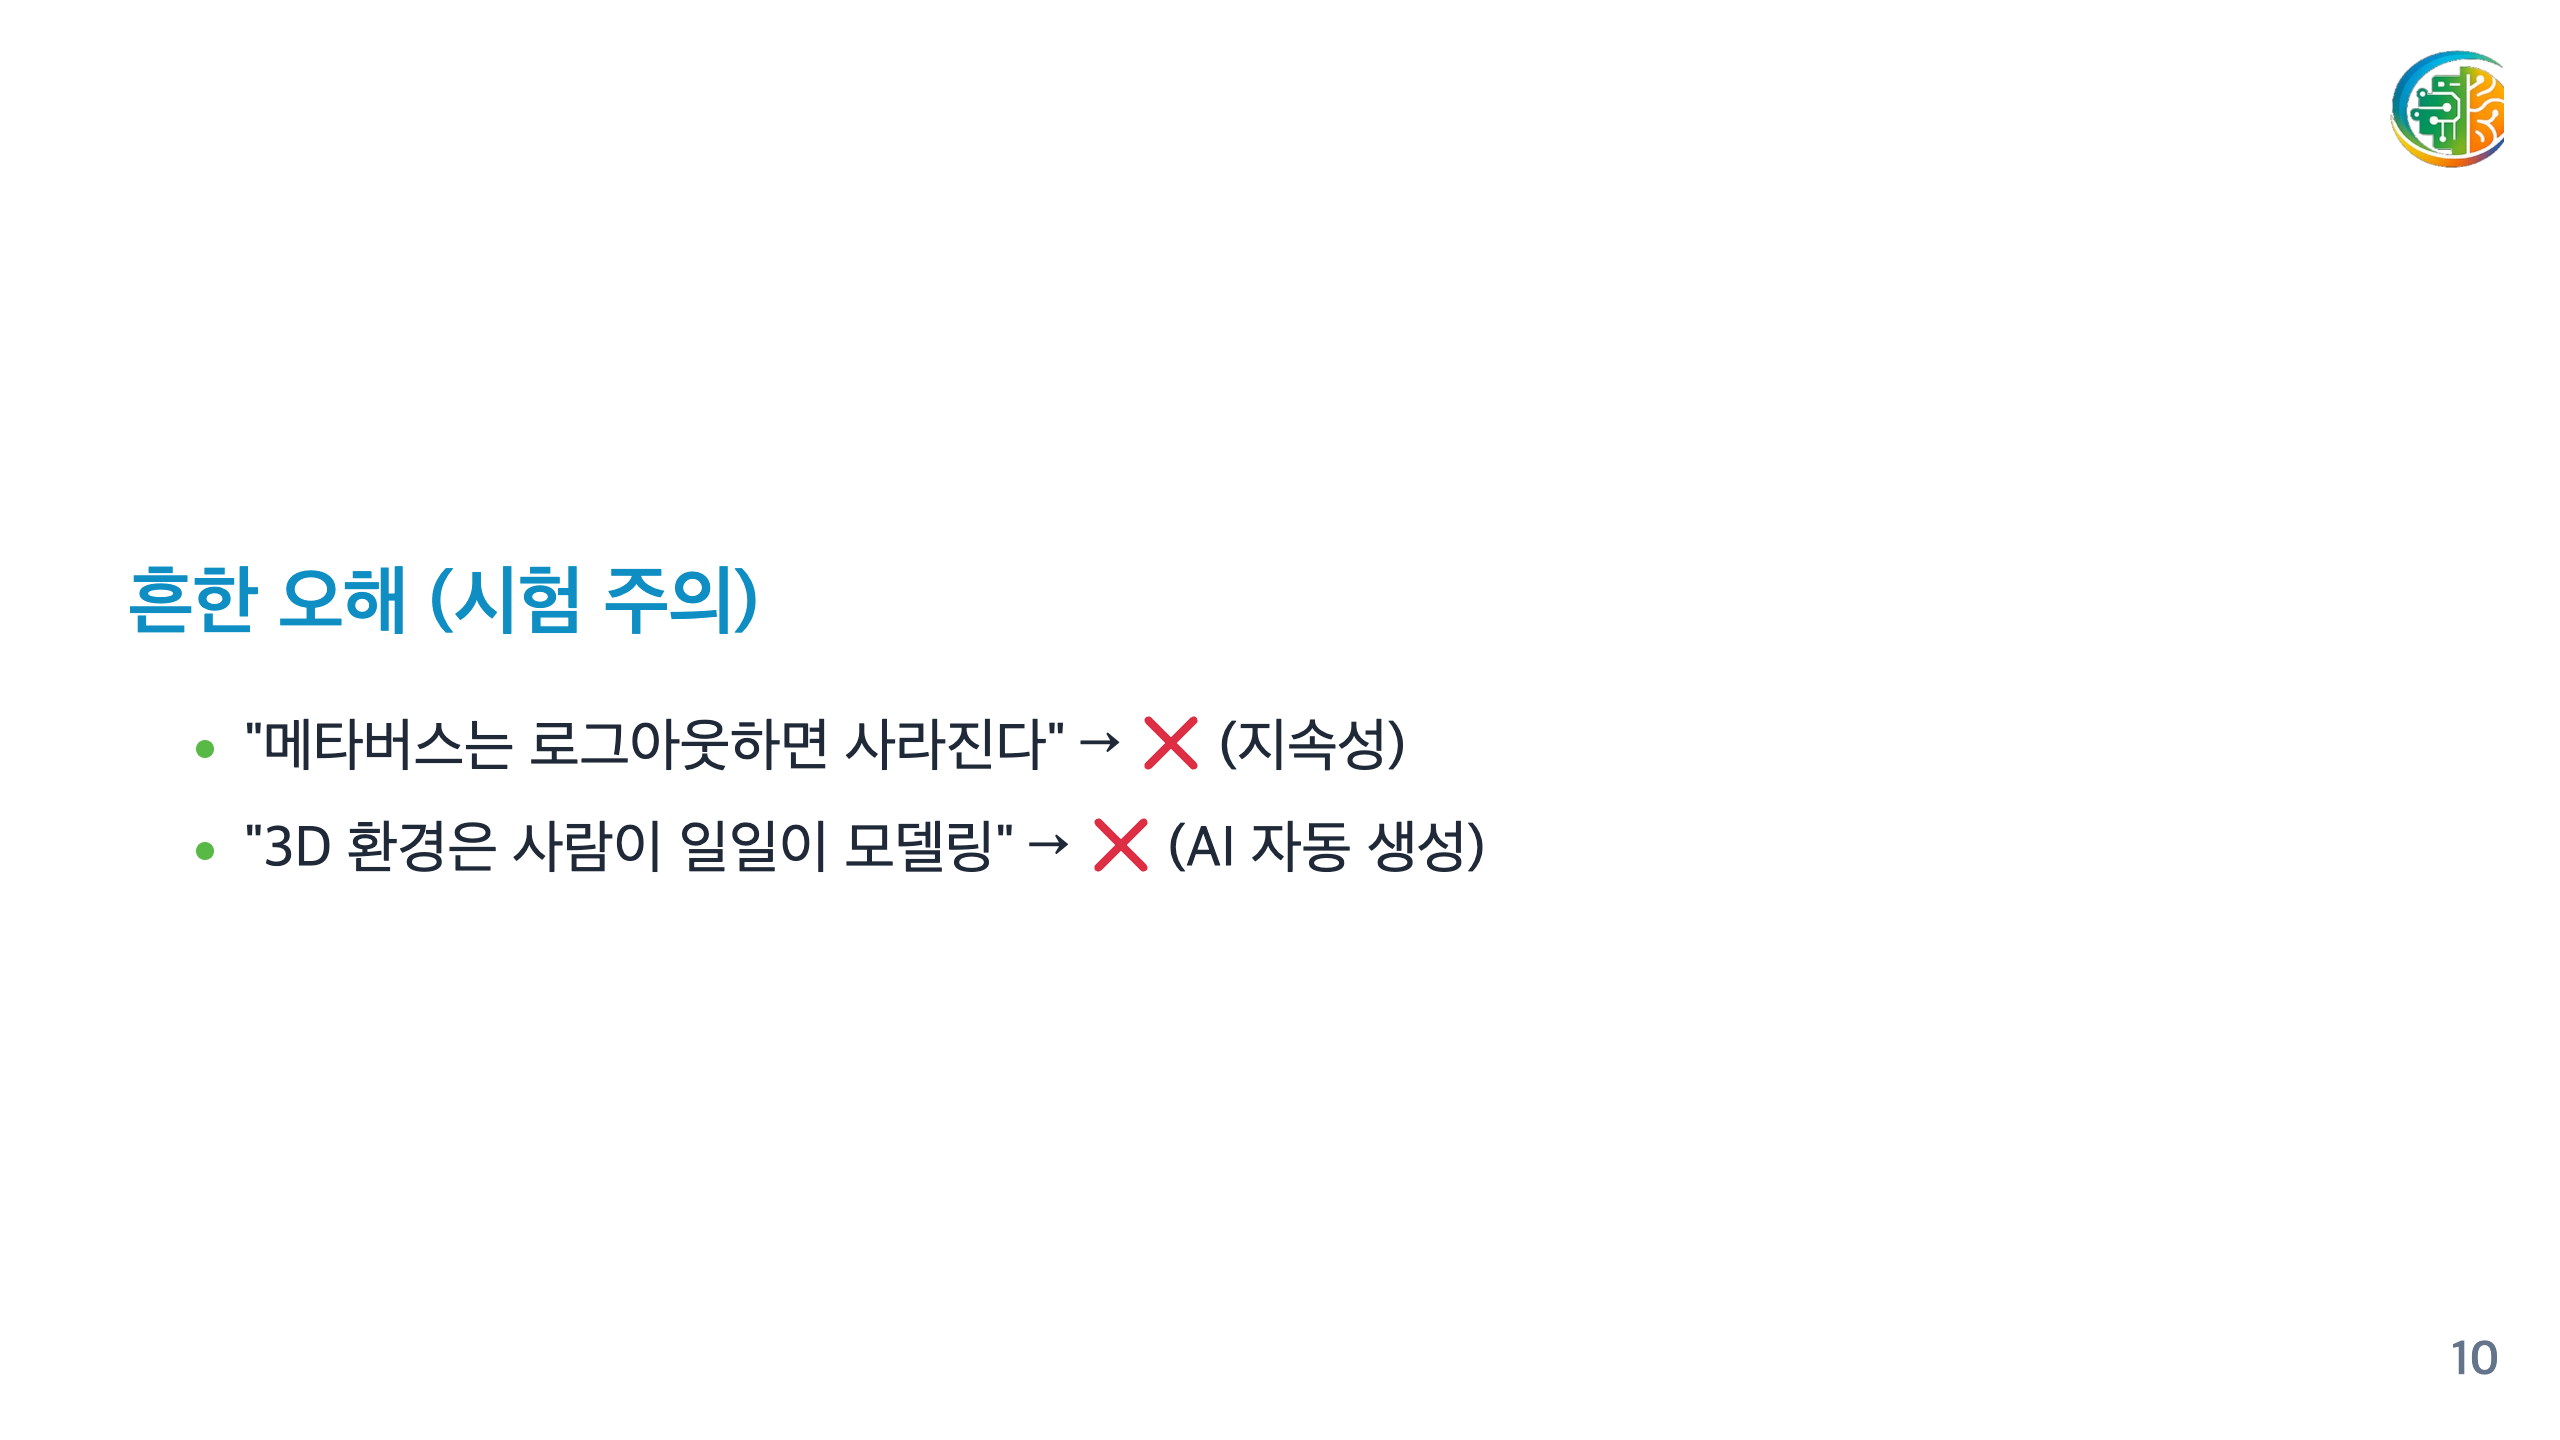 흔한 오해 (시험 주의)
• "메타버스는 로그아웃하면 사라진다" → ❌ (지속성)
• "3D 환경은 사람이 일일이 모델링" → ❌ (AI 자동 생성)
10